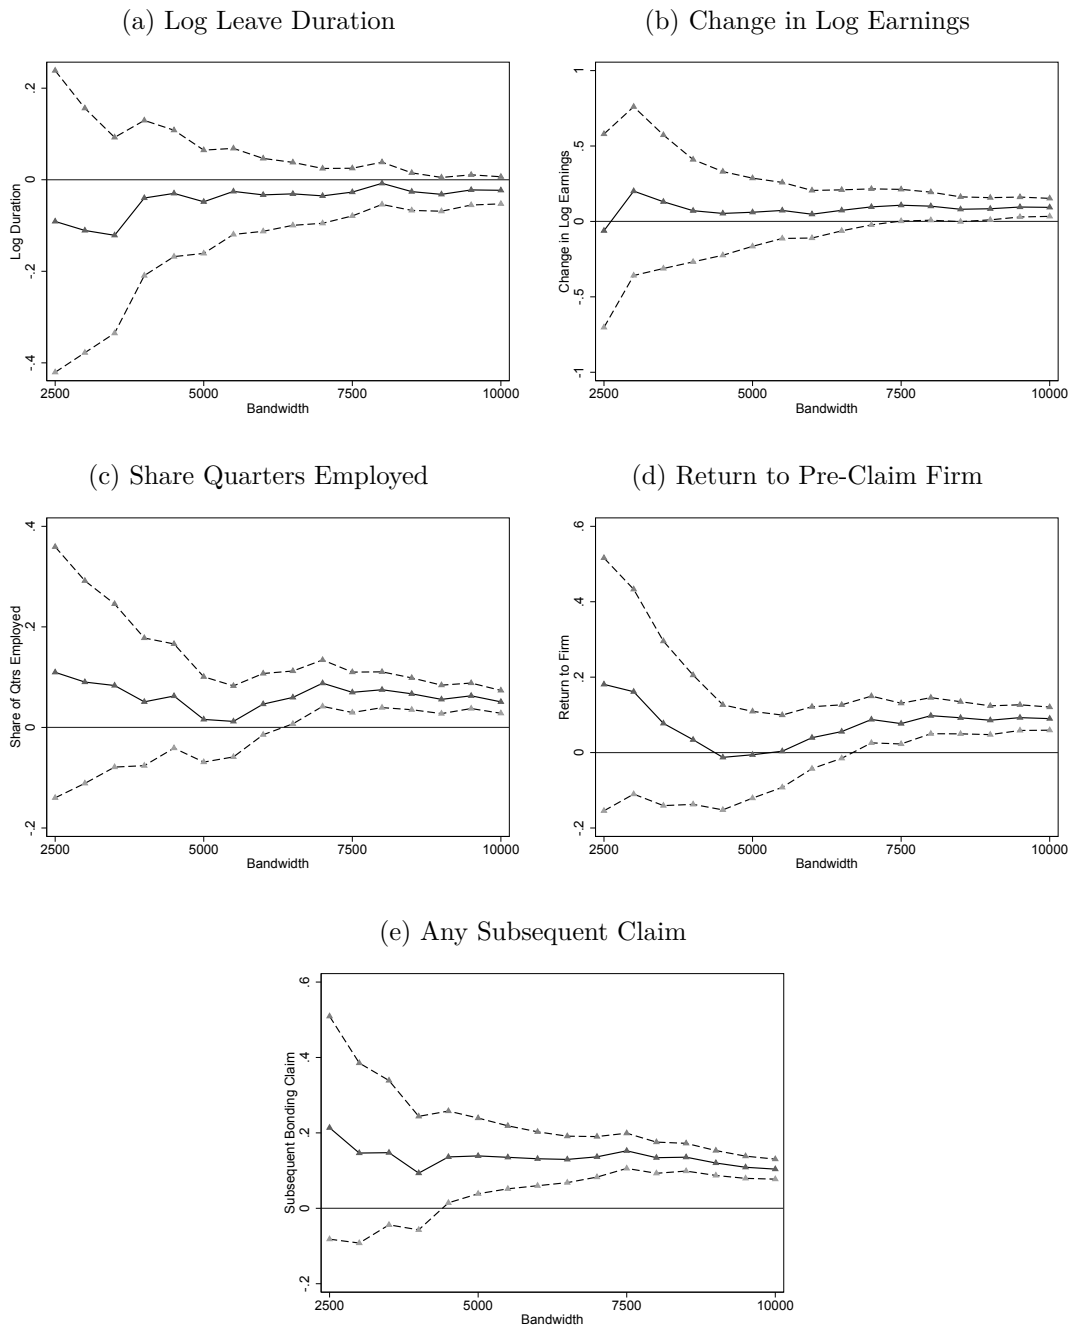 (a) Log Leave Duration
(b) Change in Log Earnings
Log Duration
.2
0
-.2
-.4
2500
5000
7500
10000
Bandwidth
Change in Log Earnings
1
.5
0
-.5
-1
2500
5000
7500
10000
Bandwidth
(c) Share Quarters Employed
(d) Return to Pre-Claim Firm
Share of Qtrs Employed
.4
.2
0
-.2
2500
5000
7500
10000
Bandwidth
Return to Firm
.6
.4
.2
0
-.2
2500
5000
7500
10000
Bandwidth
(e) Any Subsequent Claim
Subsequent Bonding Claim
.6
.4
.2
0
-.2
2500
5000
7500
10000
Bandwidth